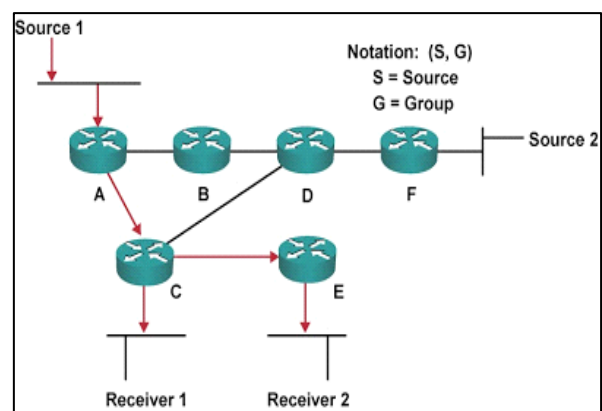 Source 1
Notation: (S, G)
S = Source
G = Group
Source 2
A
B
D
F
C
E
Receiver 1
Receiver 2